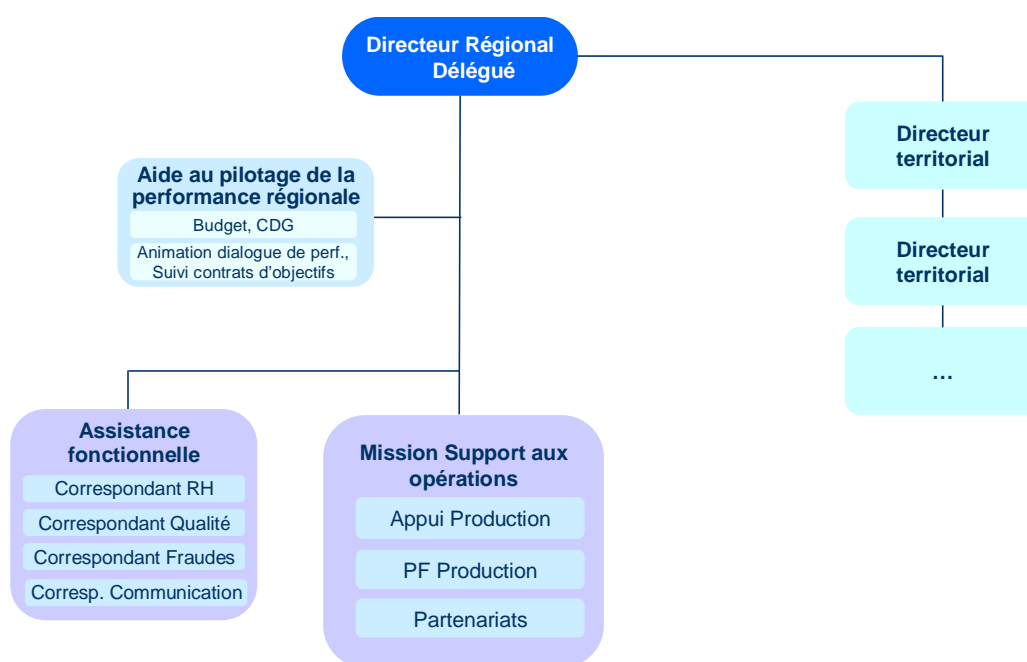 Directeur Régional
Délégué
Directeur
territorial
Aide au pilotage de la
performance régionale
Budget, CDG
Animation dialogue de perf.,
Suivi contrats d'objectifs
Directeur
territorial
…
Assistance
fonctionnelle
Correspondant RH
Correspondant Qualité
Correspondant Fraudes
Corresp. Communication
Mission Support aux
opérations
Appui Production
PF Production
Partenariats